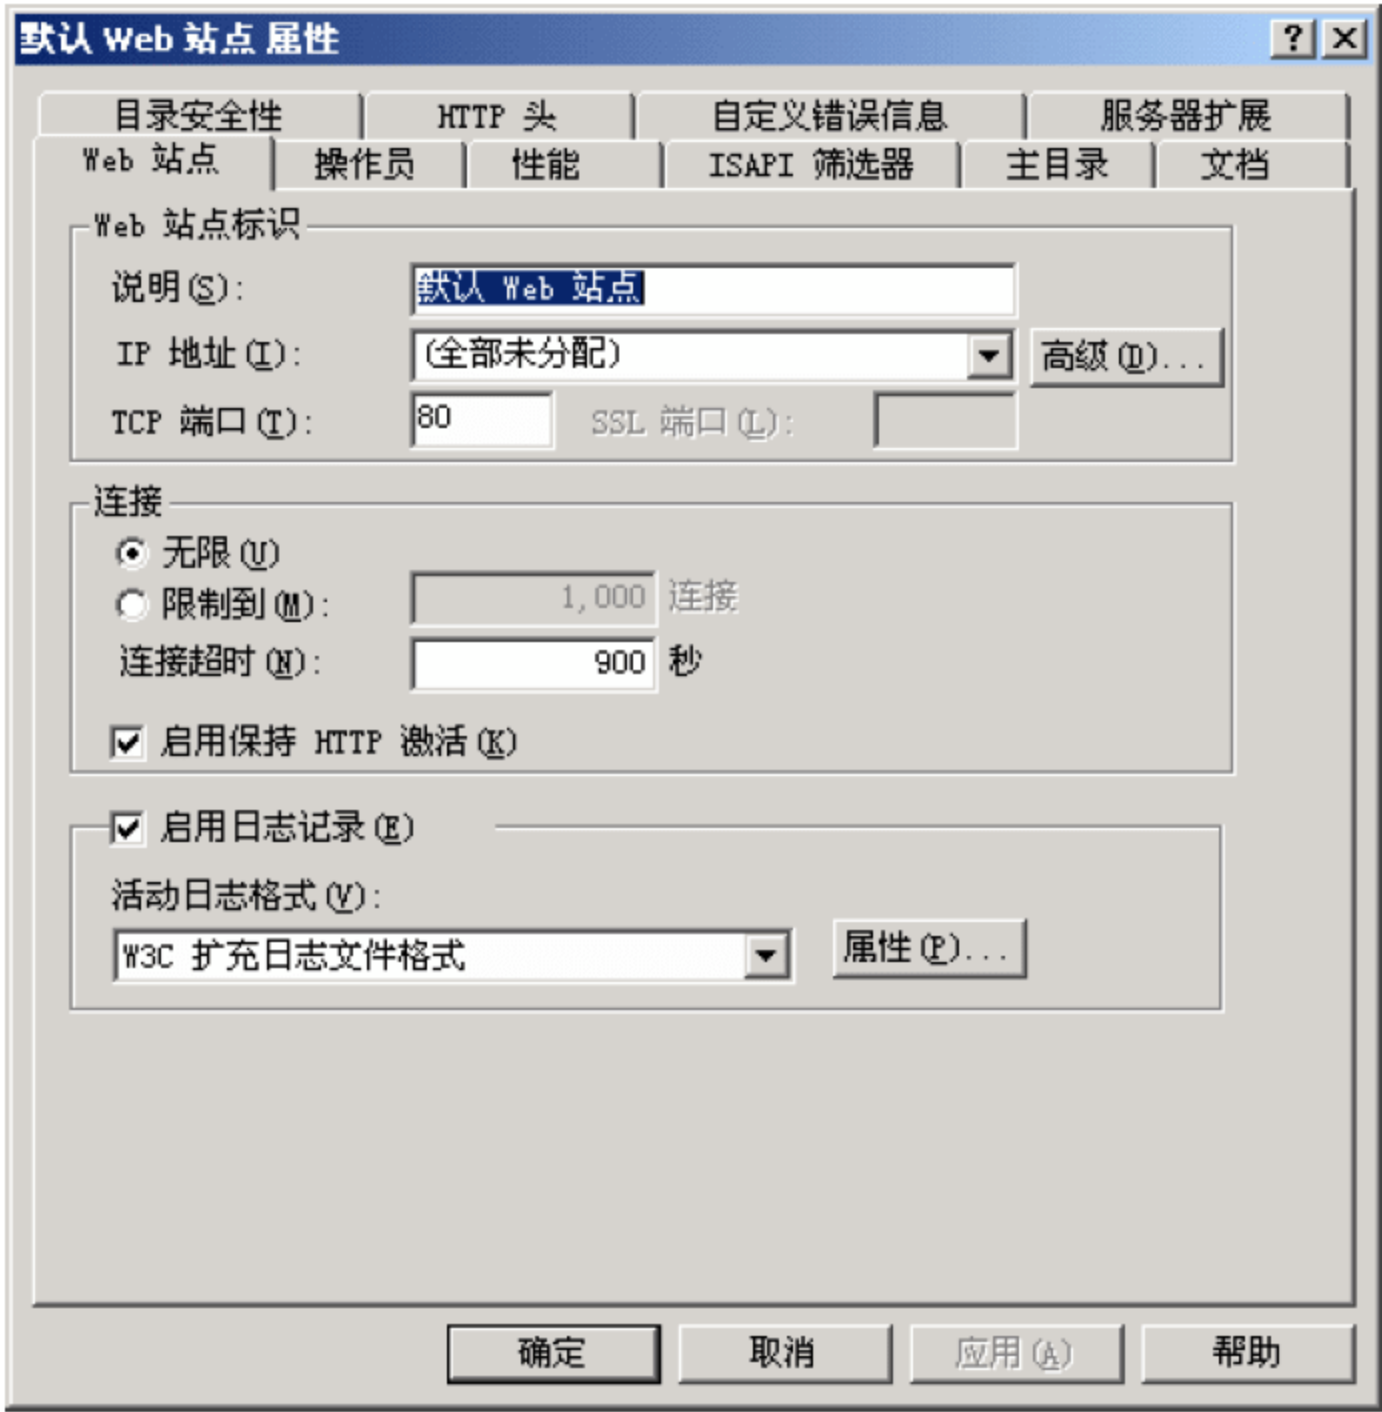 默认 Web 站点 属性
目录安全性 HTTP 头 自定义错误信息 服务器扩展
Web 站点 操作员 性能 ISAPI 筛选器 主目录 文档
Web 站点标识
说明(S): 默认 Web 站点
IP 地址(I): (全部未分配) 高级(D)...
TCP 端口(T): 80 SSL 端口(L):
连接
无限(U)
限制到(M): 1,000 连接
连接超时(N): 900 秒
启用保持 HTTP 激活(K)
启用日志记录(E)
活动日志格式(V):
W3C 扩充日志文件格式 属性(P)...
确定 取消 应用(A) 帮助